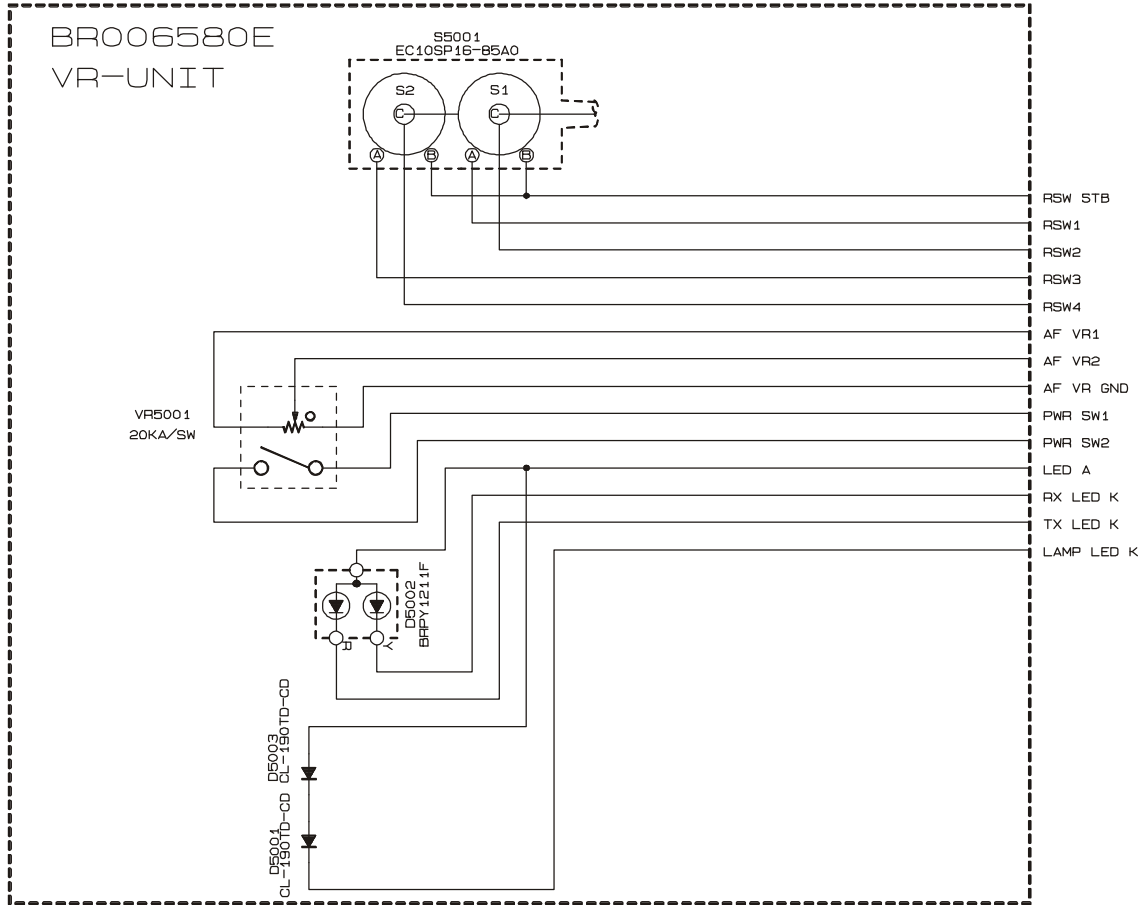 BR006580E
VR-UNIT
S5001
EC10SP16-85A0
S2
S1
C
C
A
B
A
B
RSW STB
RSW1
RSW2
RSW3
RSW4
AF VR1
AF VR2
AF VR GND
PWR SW1
PWR SW2
LED A
RX LED K
TX LED K
LAMP LED K
VR5001
20KA/SW
D5002
BRPY1211F
R
Y
D5003
CL-190TD-CD
D5001
CL-190TD-CD